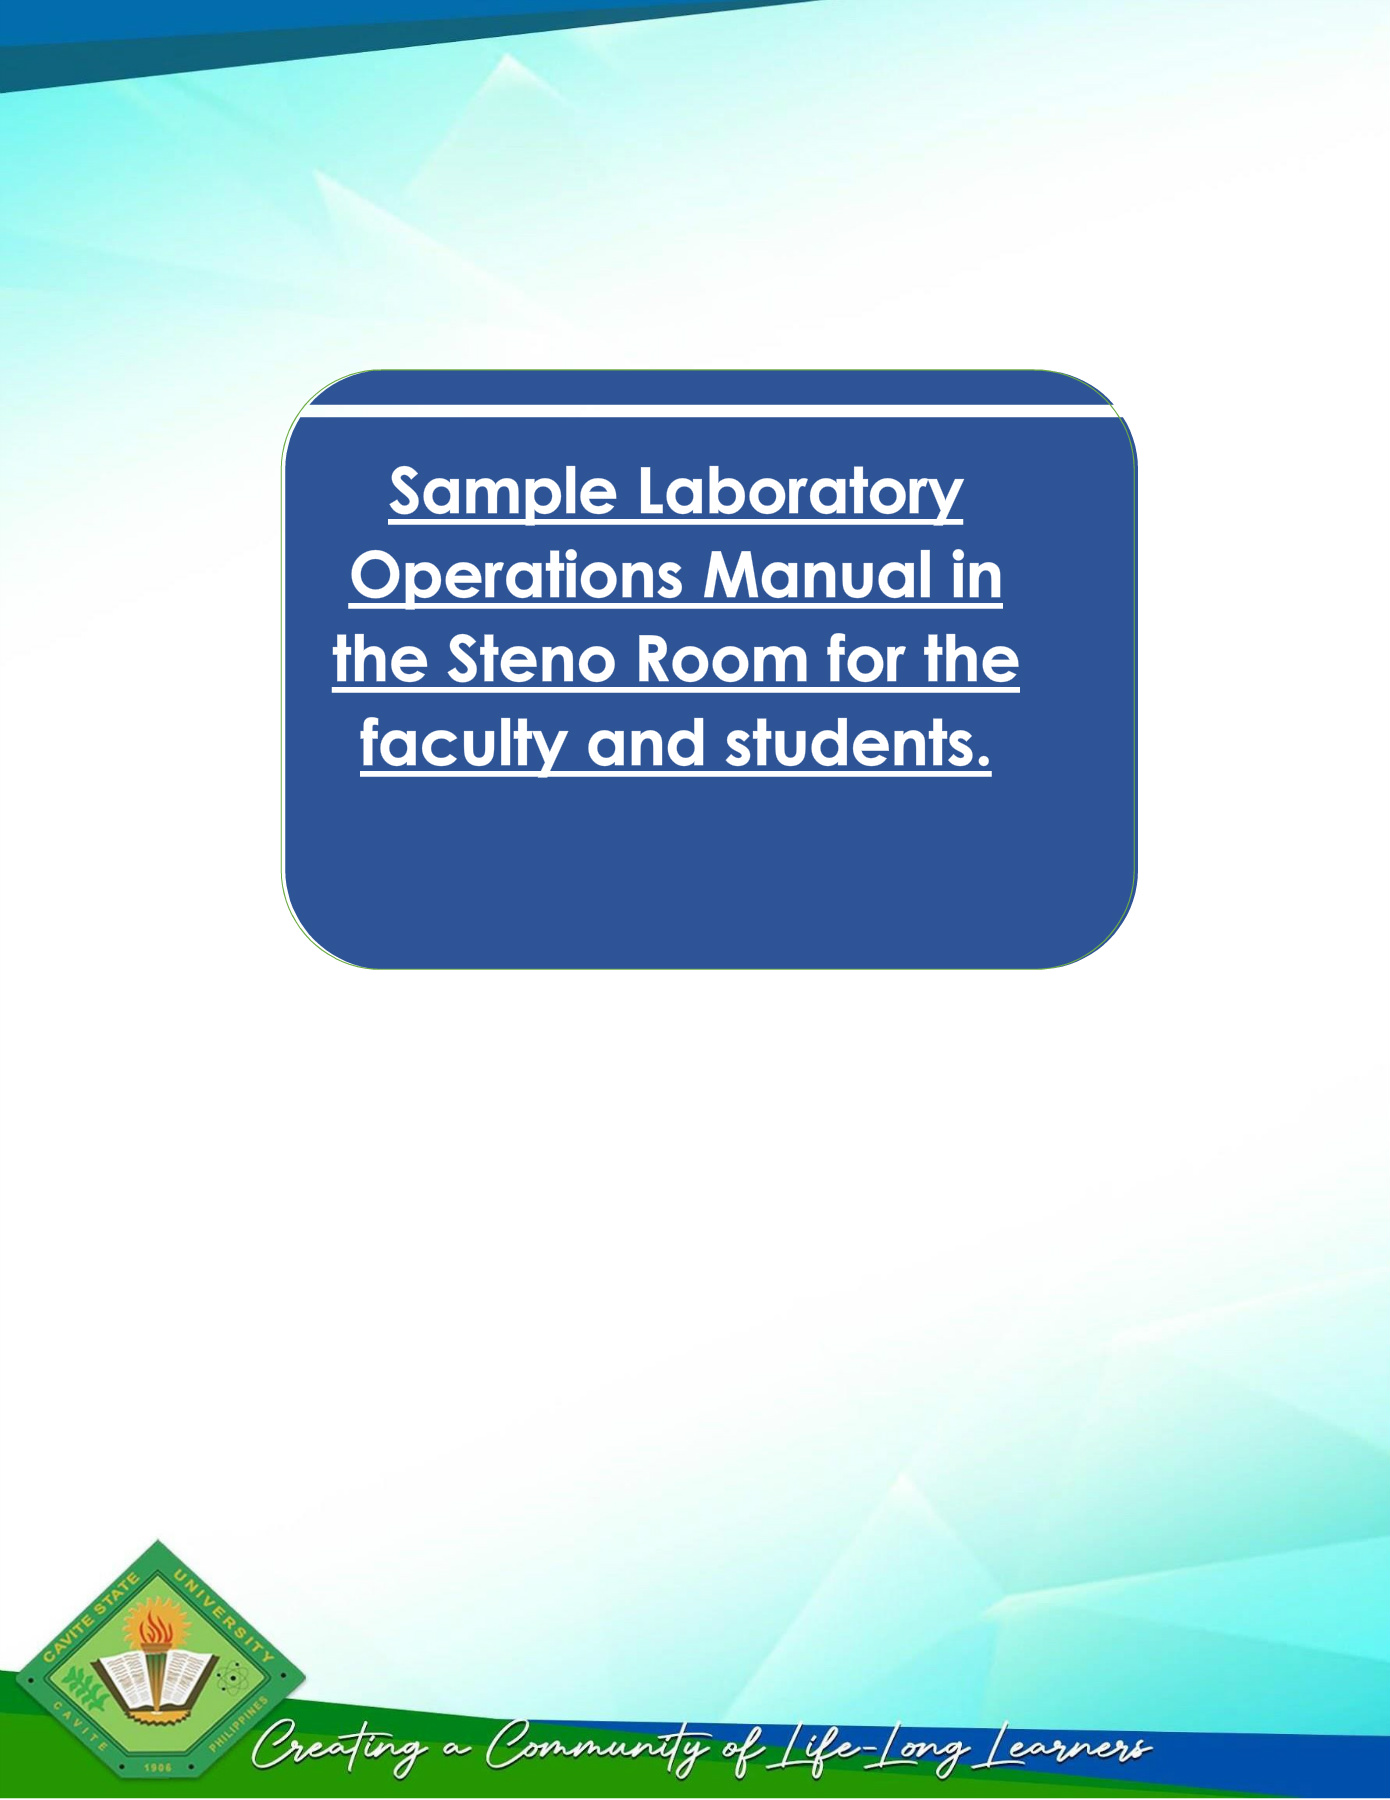 Sample Laboratory
Operations Manual in
the Steno Room for the
faculty and students.
CAVITE STATE UNIVERSITY
CAVITE PHILIPPINES
1906
Creating a Community of Life-Long Learners